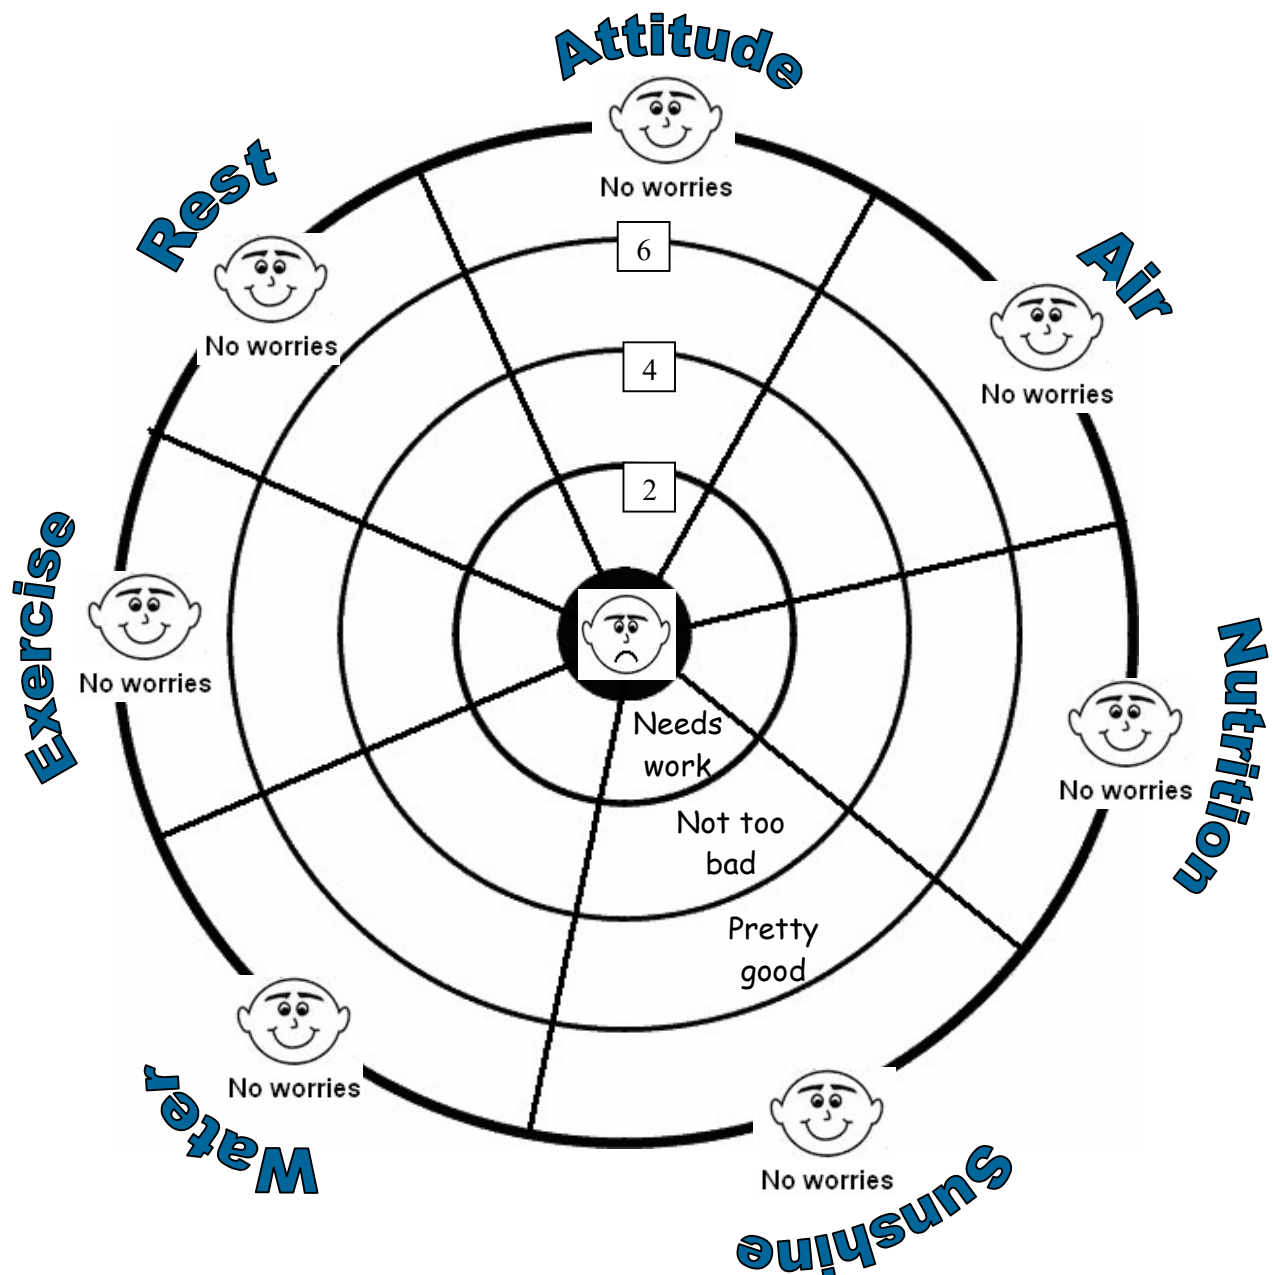 Attitude
No worries
Rest
No worries
Air
No worries
6
4
2
Exercise
No worries
Nutrition
No worries
Needs
work
Not too
bad
Pretty
good
Water
No worries
Sunshine
No worries